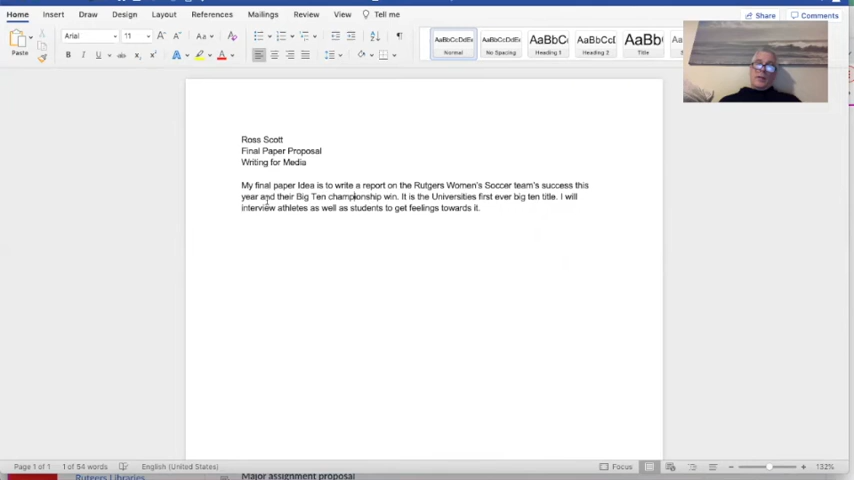 Home Insert Draw Design Layout References Mailings Review View Tell me Share Comments
Arial 11 Aa AaBbCcDdEe AaBbCcDdEe AaBbCcDc AaBbCcDdEe AaBbC
Paste B I U Normal No Spacing Heading 1 Heading 2 Title
Ross Scott
Final Paper Proposal
Writing for Media
My final paper Idea is to write a report on the Rutgers Women's Soccer team's success this
year and their Big Ten championship win. It is the Universities first ever big ten title. I will
interview athletes as well as students to get feelings towards it.
Page 1 of 1 1 of 54 words English (United States) Focus 132%
Rutgers Libraries Major assignment proposal